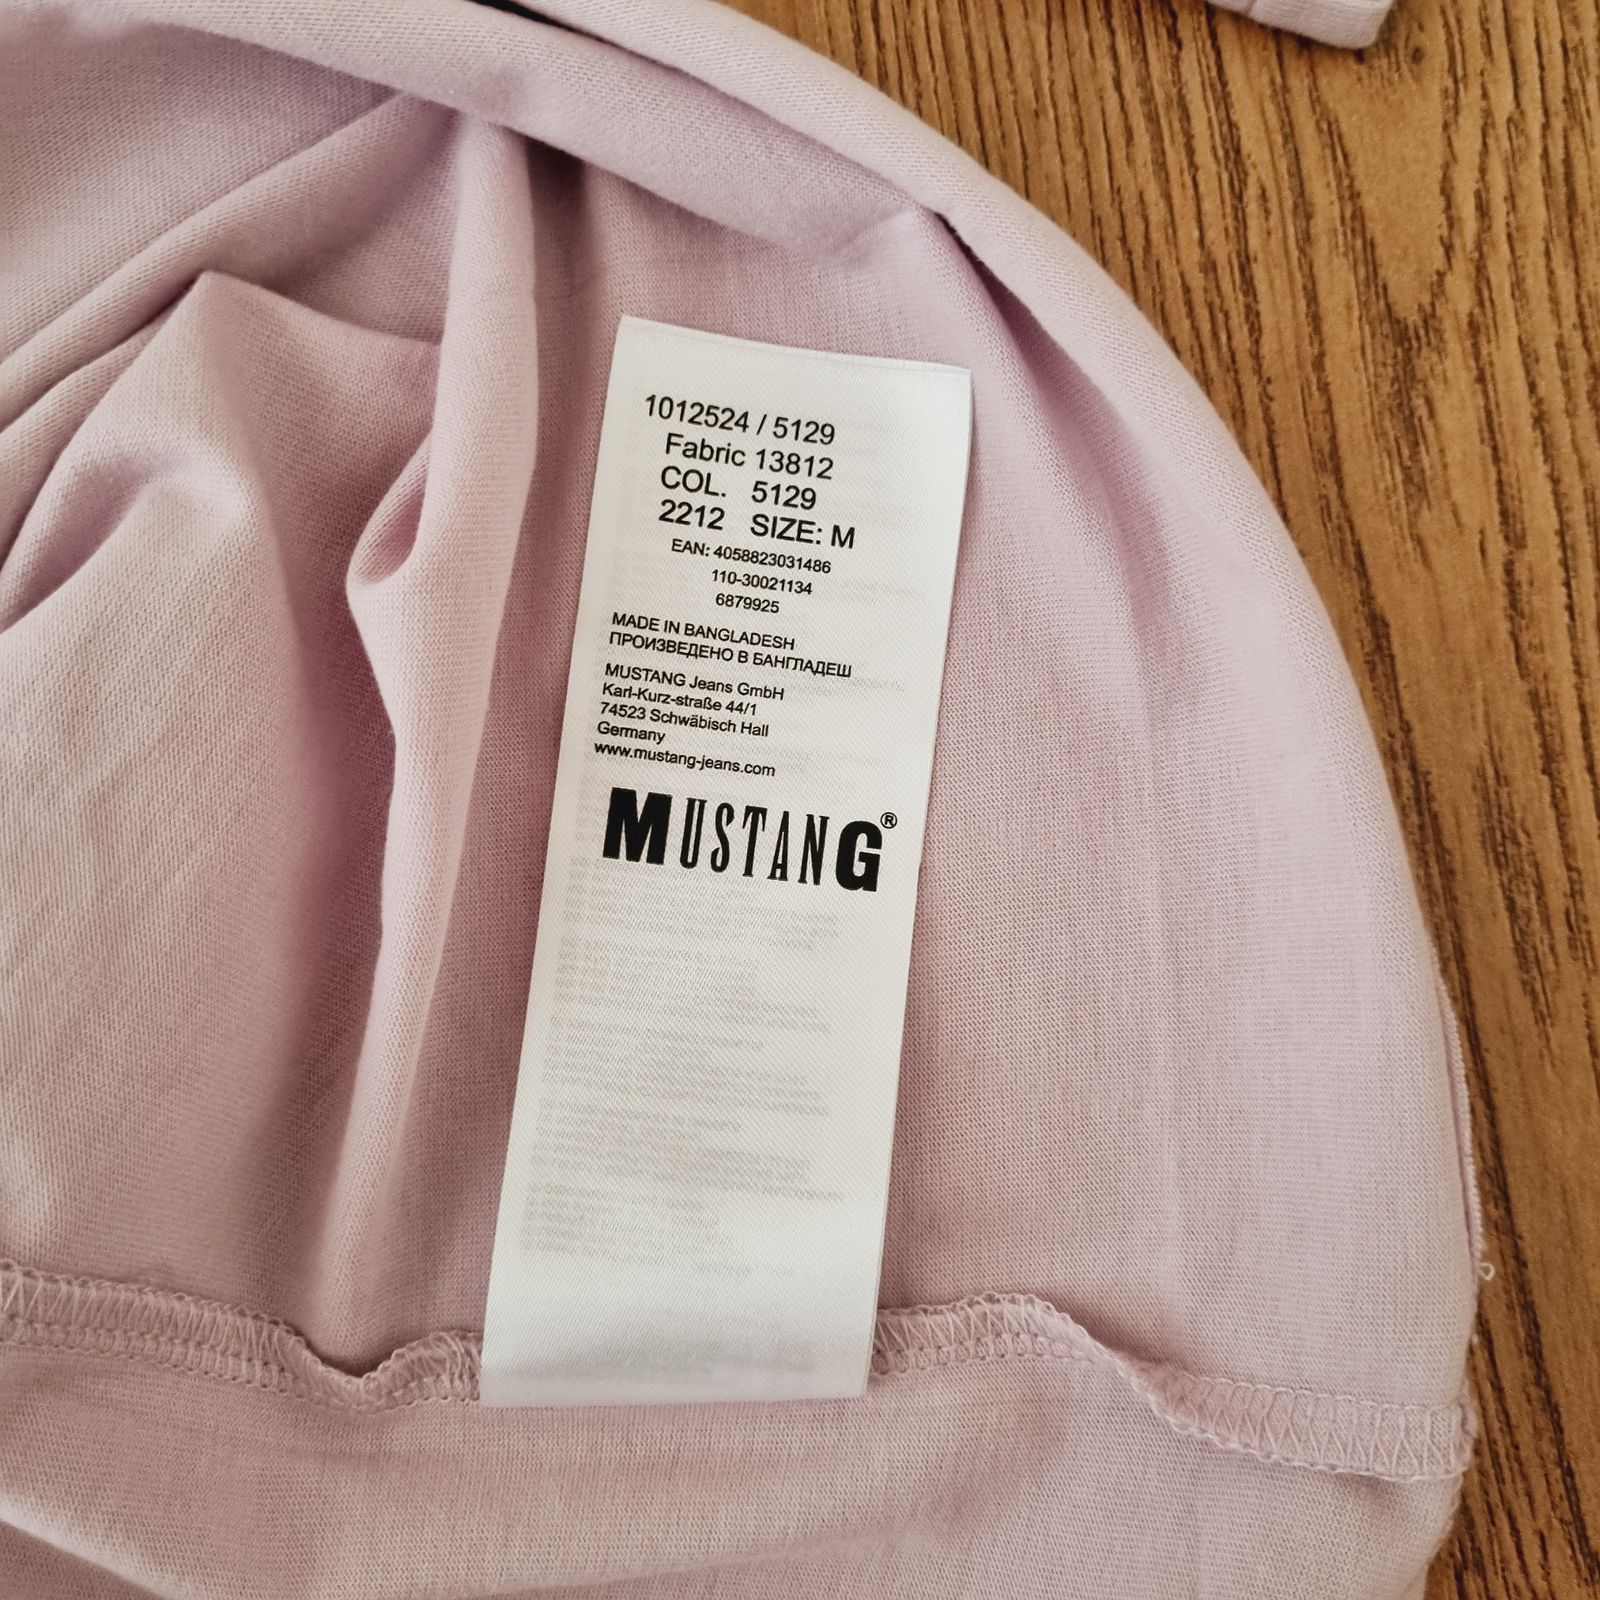 1012524 / 5129
Fabric 13812
COL. 5129
2212 SIZE: M
EAN: 4058823031486
110-30021134
6879925
MADE IN BANGLADESH
ПРОИЗВЕДЕНО В БАНГЛАДЕШ
MUSTANG Jeans GmbH
Karl-Kurz-straße 44/1
74523 Schwäbisch Hall
Germany
www.mustang-jeans.com
MUSTANG®